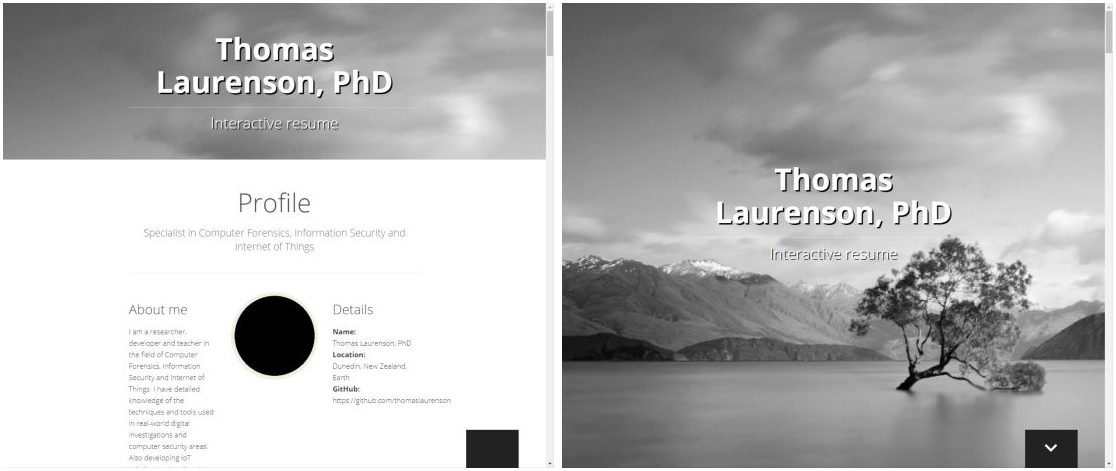 Thomas
Laurenson, PhD
Interactive resume
Profile
Specialist in Computer Forensics, Information Security and
Internet of Things
About me
I am a researcher,
developer and teacher in
the field of Computer
Forensics, Information
Security and Internet of
Things. I have detailed
knowledge of the
techniques and tools used
in real-world digital
investigations and
computer security areas.
Also developing IoT
Details
Name:
Thomas Laurenson, PhD
Location:
Dunedin, New Zealand,
Earth
GitHub:
https://github.com/thomaslaurenson
Thomas
Laurenson, PhD
Interactive resume